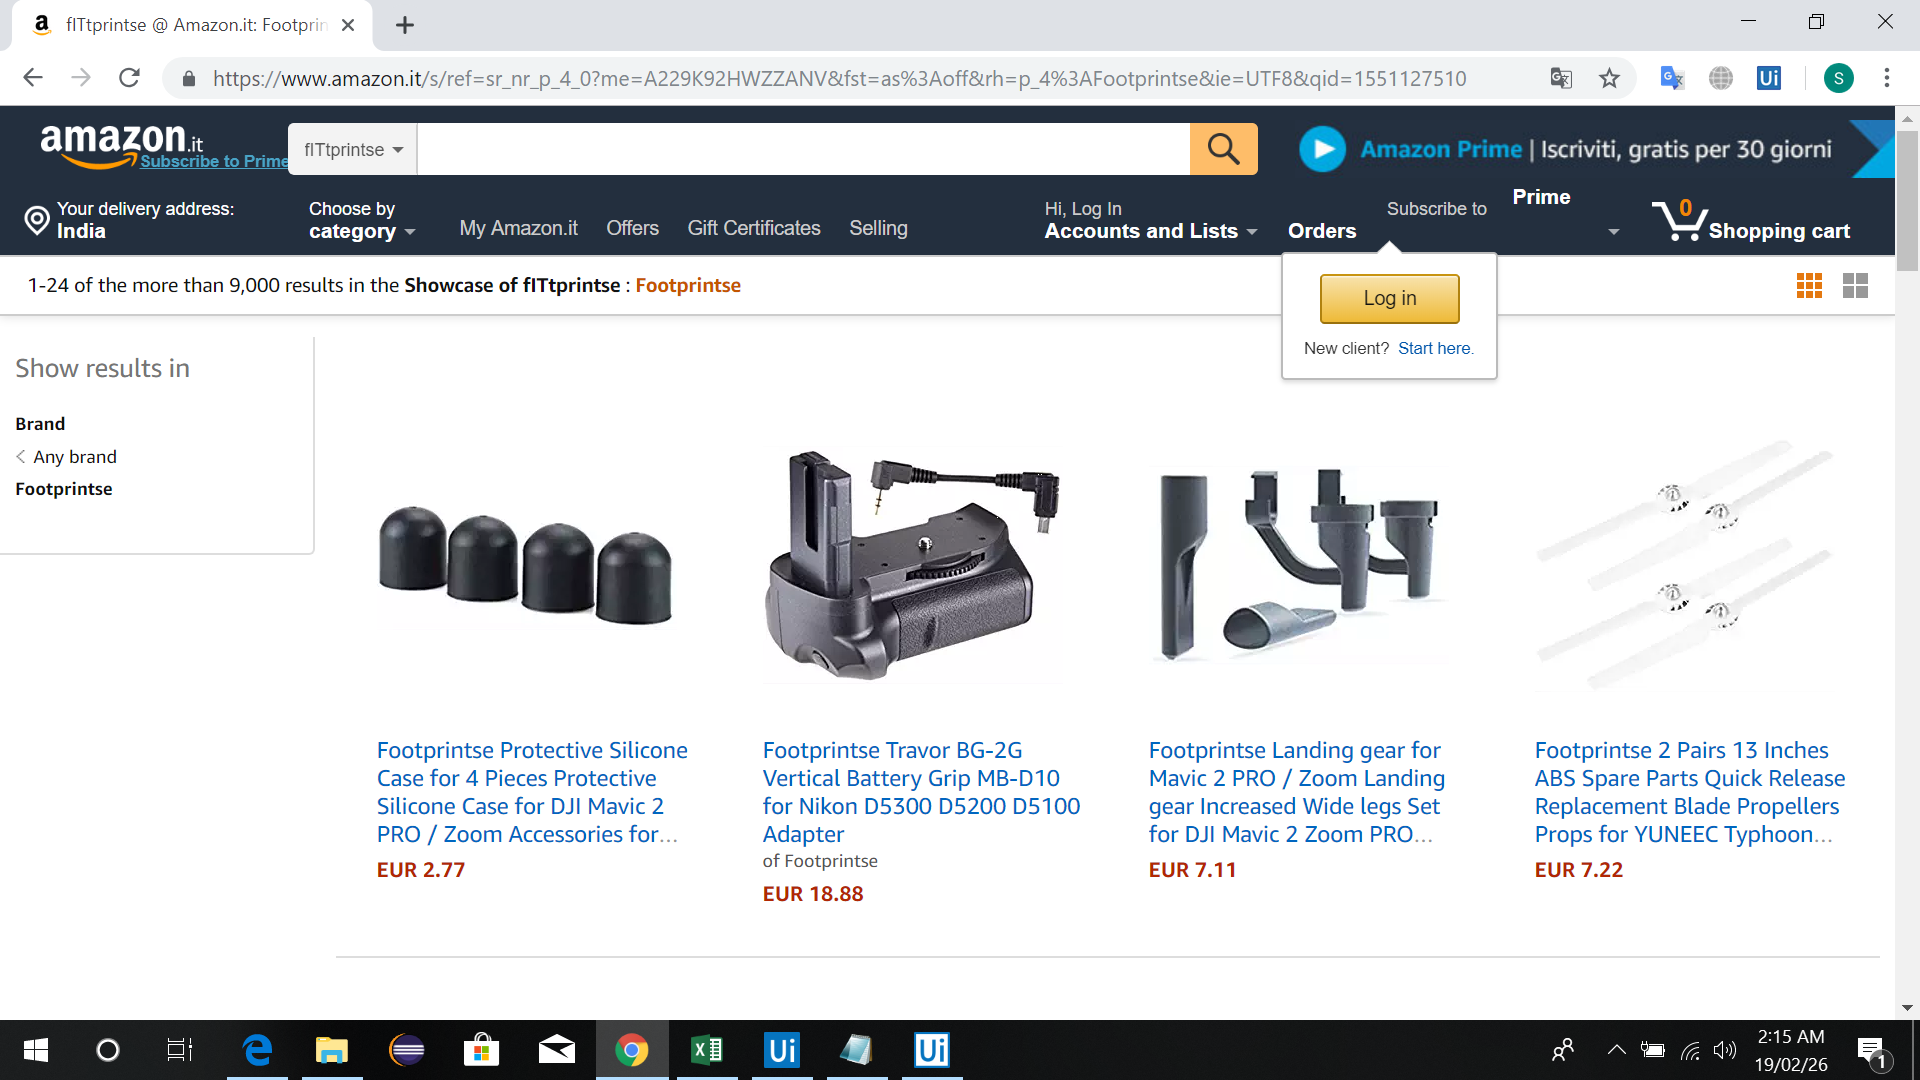 fITtprintse @ Amazon.it: Footprin
https://www.amazon.it/s/ref=sr_nr_p_4_0?me=A229K92HWZZANV&fst=as%3Aoff&rh=p_4%3AFootprintse&ie=UTF8&qid=1551127510
Ui
S
amazon.it
Subscribe to Prime
fITtprintse
Amazon Prime | Iscriviti, gratis per 30 giorni
Your delivery address:
India
Choose by
category
My Amazon.it
Offers
Gift Certificates
Selling
Hi, Log In
Accounts and Lists
Orders
Subscribe to
Prime
0
Shopping cart
1-24 of the more than 9,000 results in the Showcase of fITtprintse : Footprintse
Log in
New client? Start here.
Show results in
Brand
Any brand
Footprintse
Footprintse Protective Silicone
Case for 4 Pieces Protective
Silicone Case for DJI Mavic 2
PRO / Zoom Accessories for...
EUR 2.77
Footprintse Travor BG-2G
Vertical Battery Grip MB-D10
for Nikon D5300 D5200 D5100
Adapter
of Footprintse
EUR 18.88
Footprintse Landing gear for
Mavic 2 PRO / Zoom Landing
gear Increased Wide legs Set
for DJI Mavic 2 Zoom PRO...
EUR 7.11
Footprintse 2 Pairs 13 Inches
ABS Spare Parts Quick Release
Replacement Blade Propellers
Props for YUNEEC Typhoon...
EUR 7.22
Ui
Ui
2:15 AM
19/02/26
1